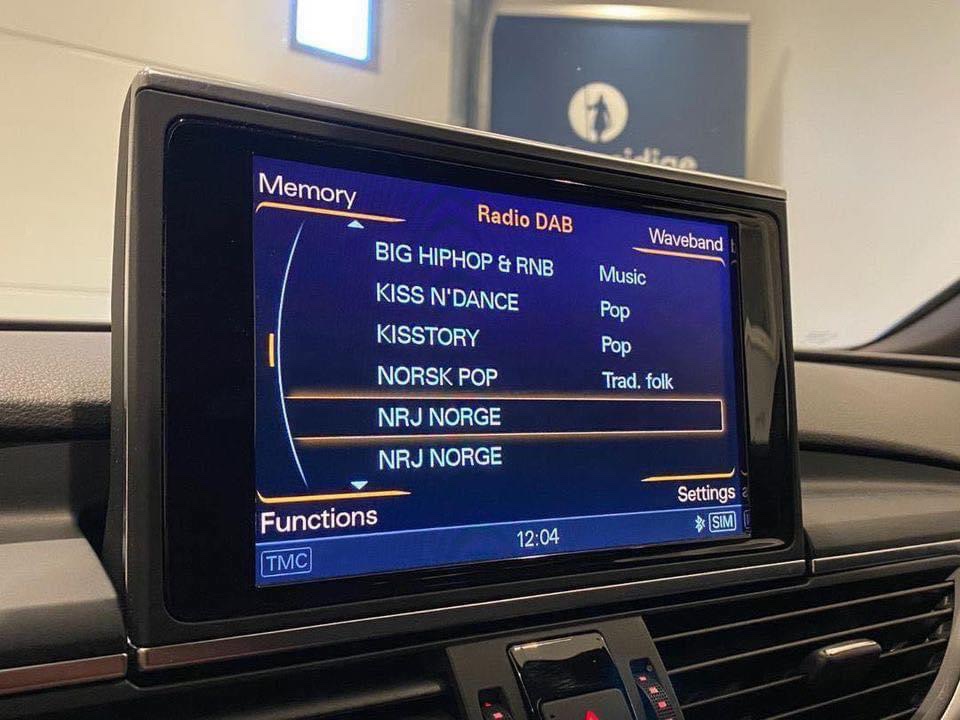 Memory
Radio DAB
Waveband
BIG HIPHOP & RNB Music
KISS N'DANCE Pop
KISSTORY Pop
NORSK POP Trad. folk
NRJ NORGE
NRJ NORGE
Settings
Functions
12:04
SIM
TMC